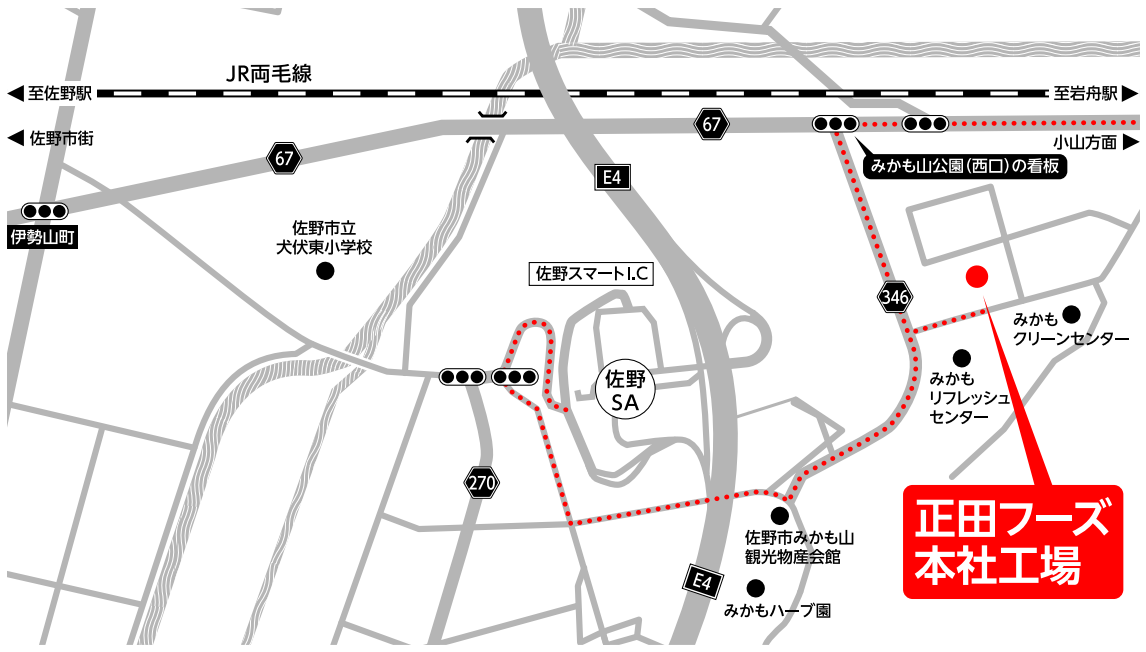 JR両毛線
至佐野駅
至岩舟駅
佐野市街
67
67
小山方面
みかも山公園(西口)の看板
E4
伊勢山町
佐野市立
犬伏東小学校
佐野スマートI.C
346
みかも
クリーンセンター
佐野
SA
みかも
リフレッシュ
センター
270
正田フーズ
本社工場
佐野市みかも山
観光物産会館
E4
みかもハーブ園